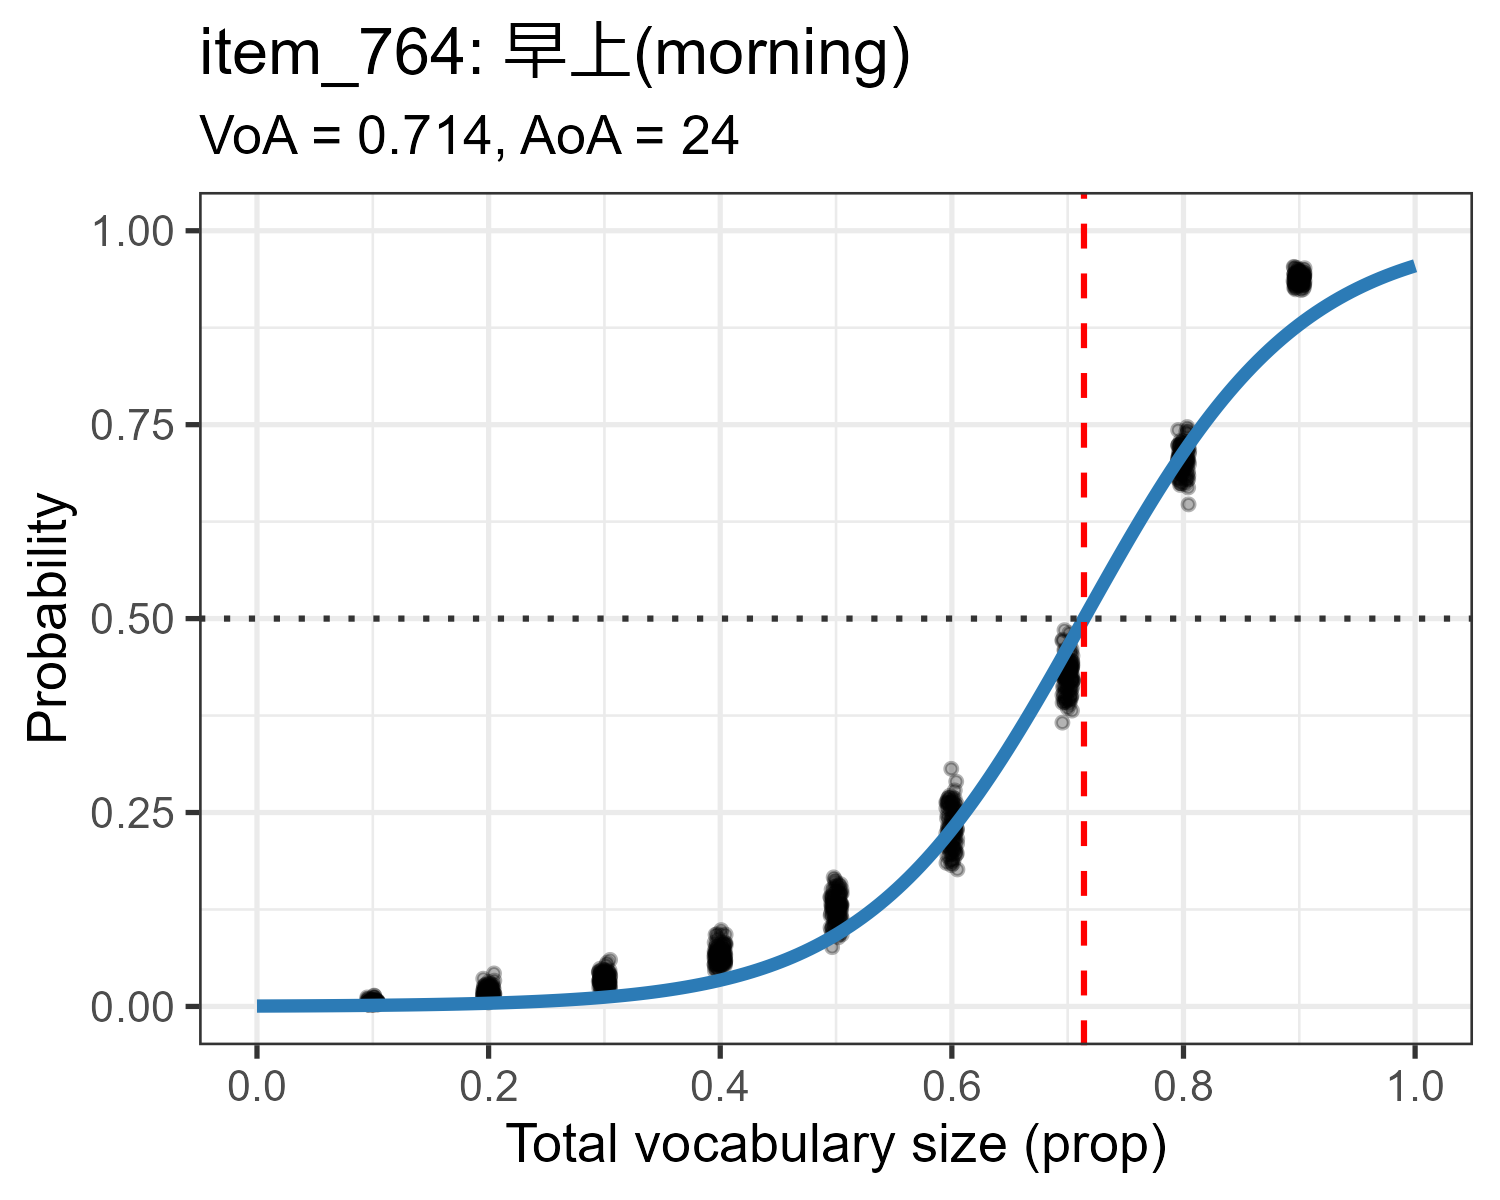 item_764: 早上(morning)
VoA = 0.714, AoA = 24
1.00
0.75
0.50
0.25
0.00
Probability
0.0 0.2 0.4 0.6 0.8 1.0
Total vocabulary size (prop)